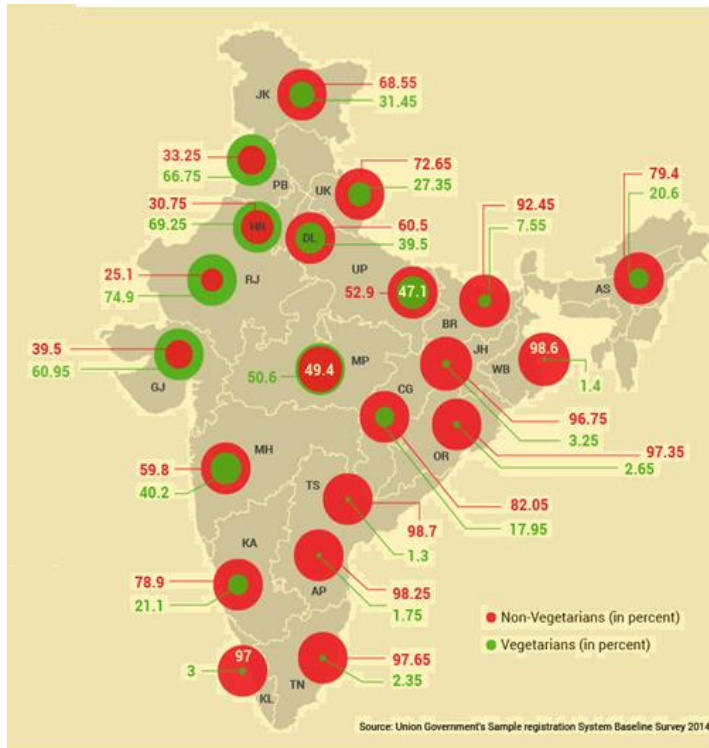 JK
68.55
31.45
33.25
66.75
PB
UK
72.65
27.35
79.4
20.6
AS
30.75
69.25
HR
DL
60.5
39.5
92.45
7.55
25.1
74.9
RJ
UP
52.9
47.1
BR
39.5
60.95
GJ
50.6
49.4
MP
JH
WB
98.6
1.4
CG
96.75
3.25
OR
97.35
2.65
59.8
40.2
MH
82.05
17.95
TS
98.7
1.3
KA
78.9
21.1
AP
98.25
1.75
97
3
KL
TN
97.65
2.35
Non-Vegetarians (in percent)
Vegetarians (in percent)
Source: Union Government's Sample registration System Baseline Survey 2014